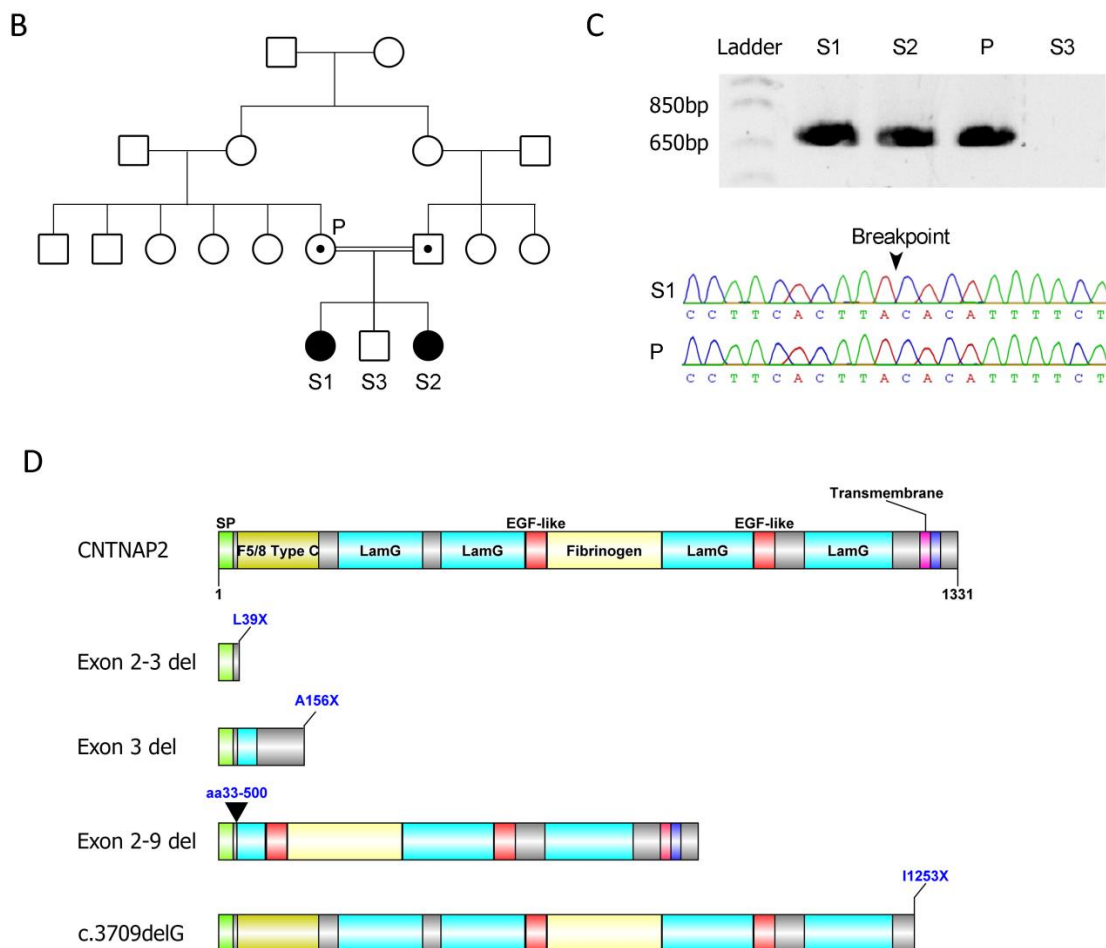 B
P
S1 S3 S2
C
Ladder S1 S2 P S3
850bp
650bp
Breakpoint
S1
C C T T C A C T T A C A C A T T T T C T
P
C C T T C A C T T A C A C A T T T T C T
D
Transmembrane
SP EGF-like EGF-like
CNTNAP2 F5/8 Type C LamG LamG Fibrinogen LamG LamG
1 1331
L39X
Exon 2-3 del
A156X
Exon 3 del
aa33-500
Exon 2-9 del
I1253X
c.3709delG